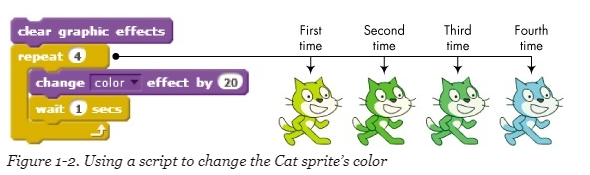 clear graphic effects
repeat 4
change color effect by 20
wait 1 secs
First time
Second time
Third time
Fourth time
Figure 1-2. Using a script to change the Cat sprite's color